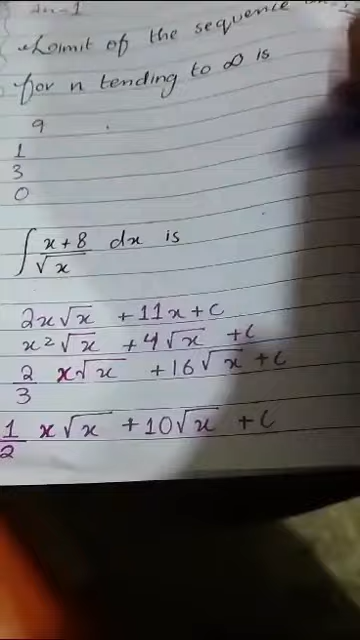 Limit of the sequence
for n tending to ∞ is
9
1
3
0
∫ x + 8 / √x dx is
2x√x + 11x + c
x²√x + 4√x + c
2/3 x√x + 16√x + c
1/2 x√x + 10√x + c